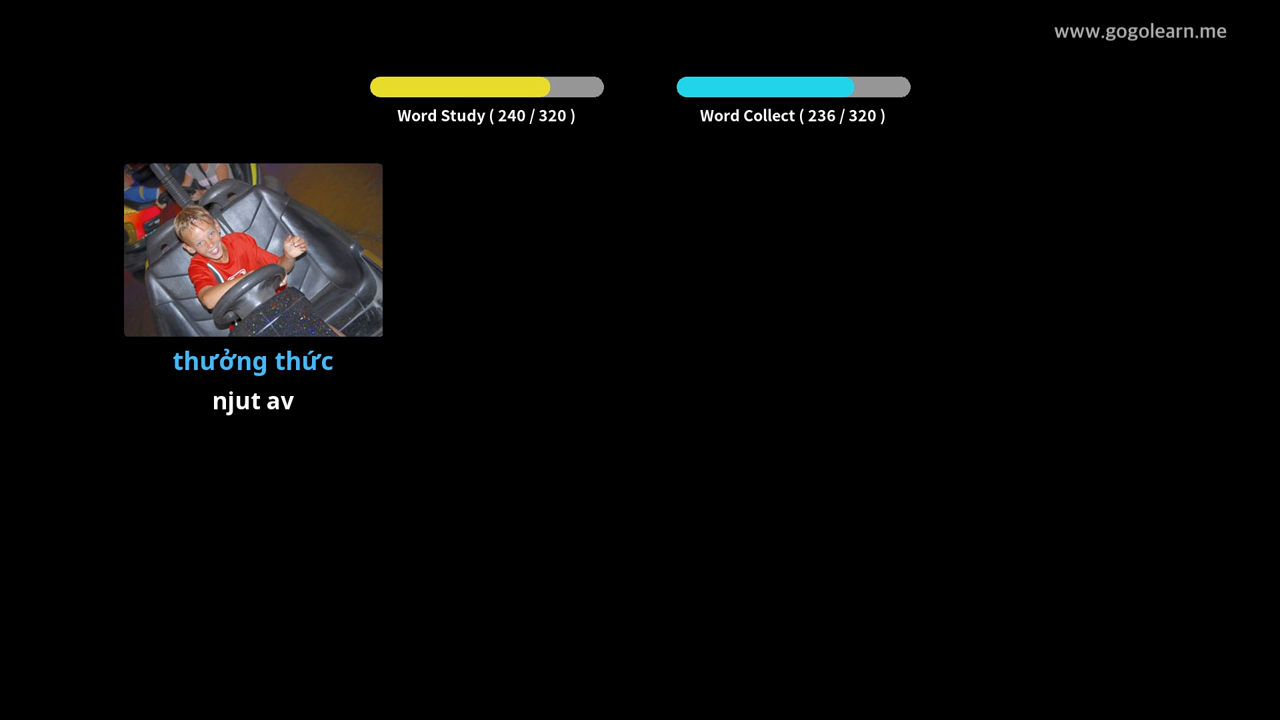 www.gogolearn.me
Word Study ( 240 / 320 )
Word Collect ( 236 / 320 )
thưởng thức
njut av